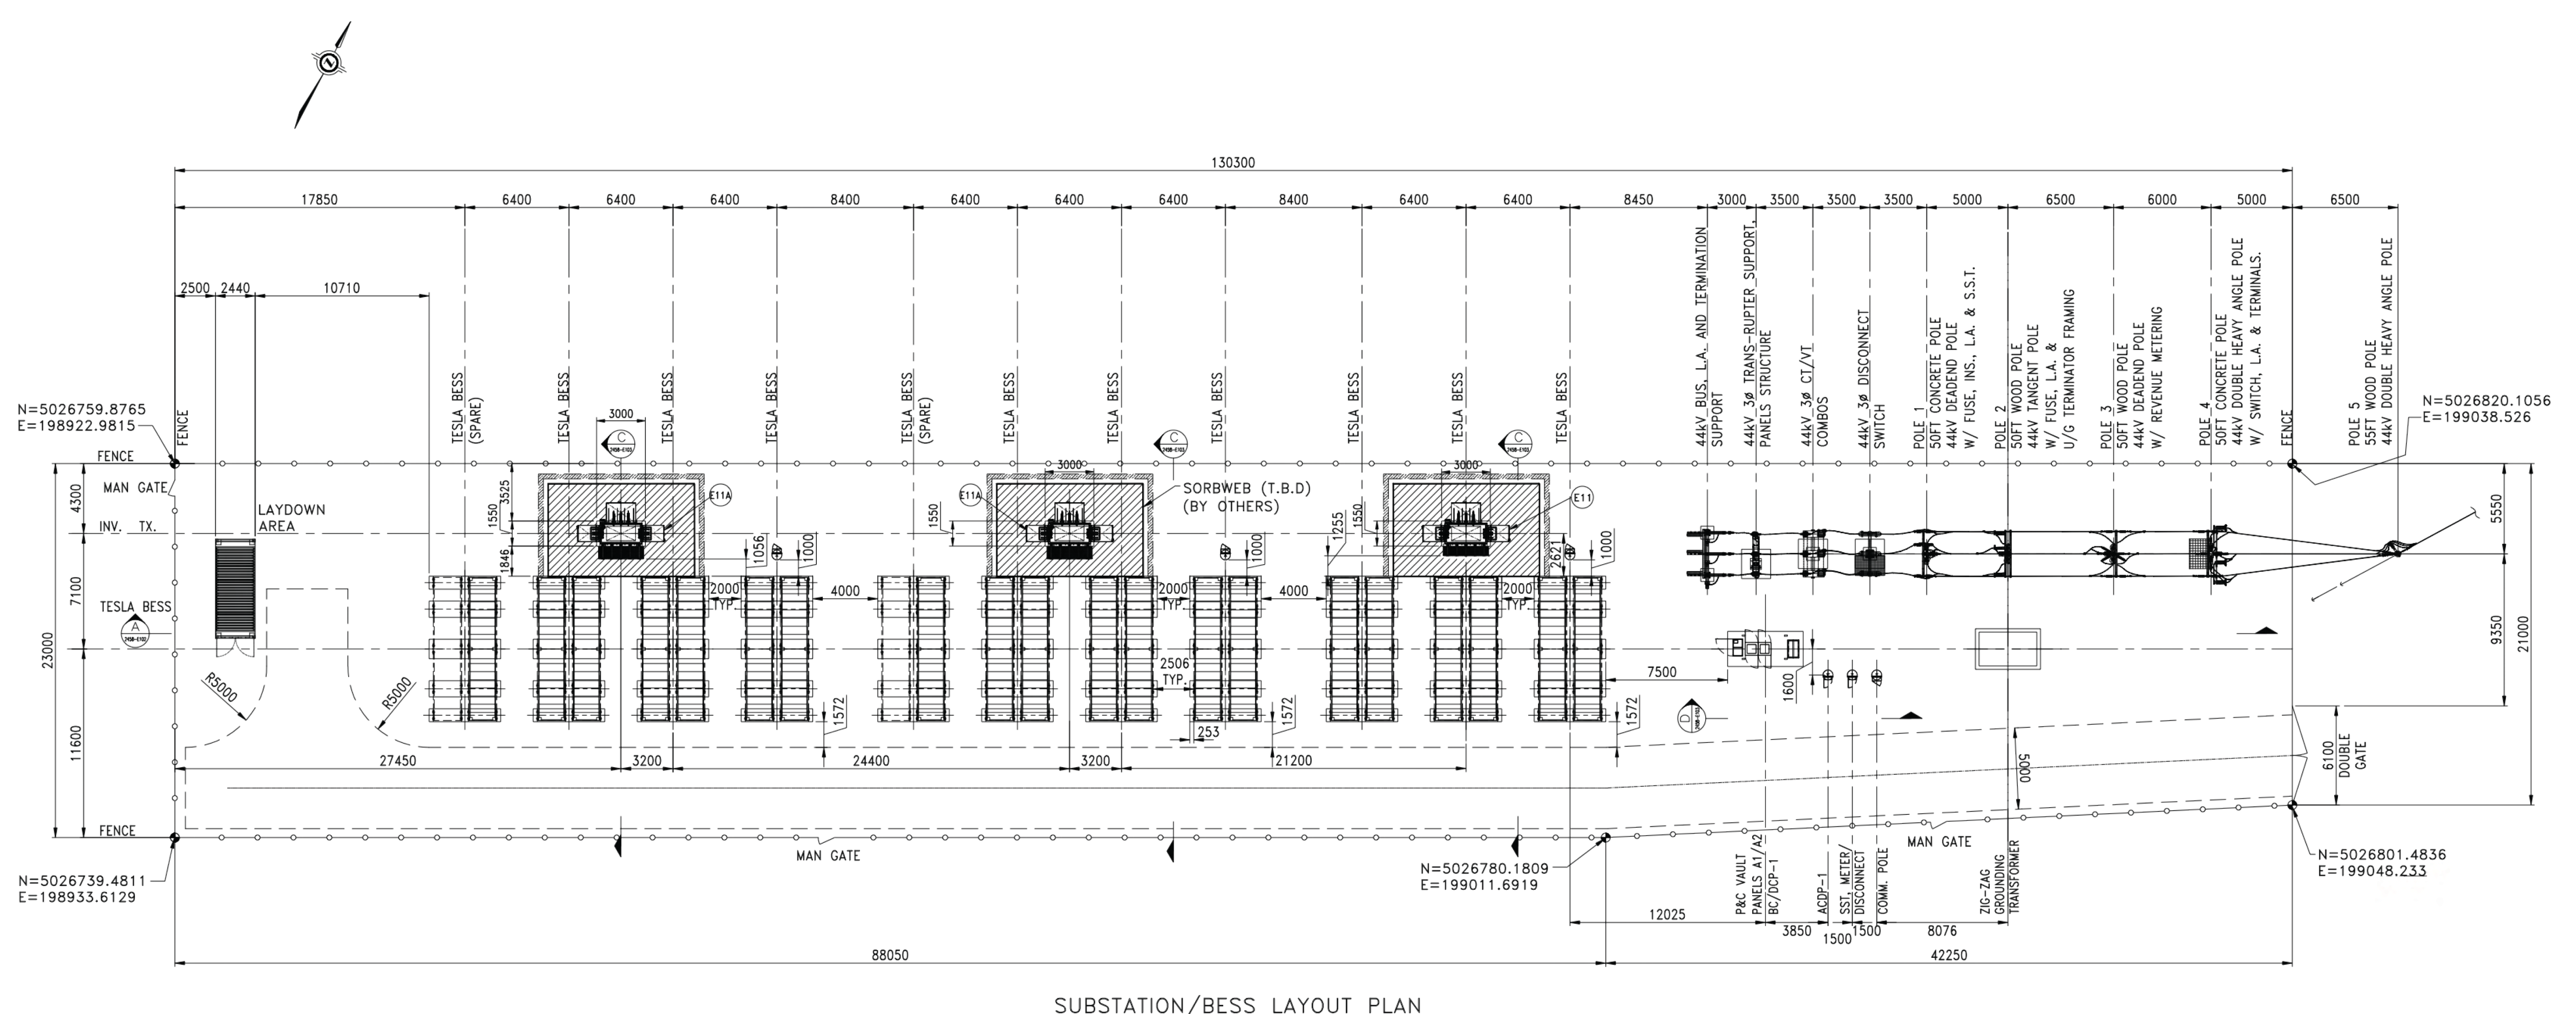 130300
17850
6400
6400
6400
8400
6400
6400
6400
8400
6400
6400
8450
3000
3500
3500
3500
5000
6500
6000
5000
6500
2500
2440
10710
N=5026759.8765
E=198922.9815
FENCE
TESLA BESS
(SPARE)
TESLA BESS
TESLA BESS
TESLA BESS
TESLA BESS
(SPARE)
TESLA BESS
TESLA BESS
TESLA BESS
TESLA BESS
TESLA BESS
TESLA BESS
44kV BUS, L.A. AND TERMINATION
SUPPORT
44kV 3ø TRANS-RUPTER SUPPORT,
PANELS STRUCTURE
44kV 3ø CT/VT
COMBOS
44kV 3ø DISCONNECT
SWITCH
POLE 1
50FT CONCRETE POLE
44kV DEADEND POLE
W/ FUSE, INS., L.A. & S.S.T.
POLE 2
50FT WOOD POLE
44kV TANGENT POLE
W/ FUSE, L.A. &
U/G TERMINATOR FRAMING
POLE 3
50FT WOOD POLE
44kV DEADEND POLE
W/ REVENUE METERING
POLE 4
50FT CONCRETE POLE
44kV DOUBLE HEAVY ANGLE POLE
W/ SWITCH, L.A. & TERMINALS.
FENCE
POLE 5
55FT WOOD POLE
44kV DOUBLE HEAVY ANGLE POLE
N=5026820.1056
E=199038.526
FENCE
MAN GATE
INV. TX.
TESLA BESS
A
2458-E102
FENCE
4300
7100
11600
23000
LAYDOWN
AREA
R5000
R5000
3000
C
2458-E103
3525
1550
1846
E11A
1056
1000
2000
TYP.
4000
1572
C
2458-E103
3000
E11A
1550
SORBWEB (T.B.D)
(BY OTHERS)
1000
2000
TYP.
2506
TYP.
253
4000
1572
1255
C
2458-E103
3000
1550
E11
2621
1000
2000
TYP.
1572
7500
1600
D
2458-E103
5000
5550
9350
21000
6100
DOUBLE
GATE
27450
3200
24400
3200
21200
MAN GATE
MAN GATE
N=5026739.4811
E=198933.6129
N=5026780.1809
E=199011.6919
N=5026801.4836
E=199048.233
P&C VAULT
PANELS A1/A2
BC/DCP-1
ACDP-1
SST, METER/
DISCONNECT
COMM. POLE
ZIG-ZAG
GROUNDING
TRANSFORMER
12025
3850
1500
1500
8076
88050
42250
SUBSTATION/BESS LAYOUT PLAN